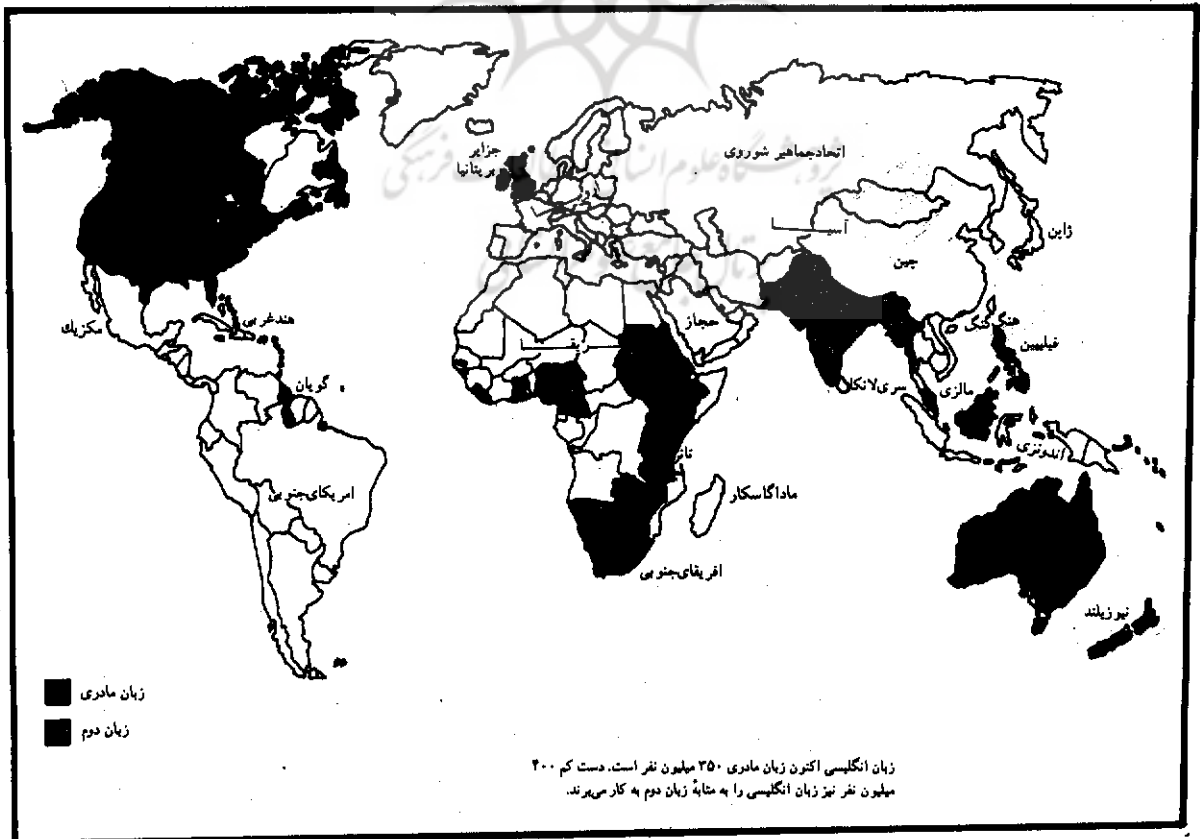 جزایر
بریتانیا
اتحادجماهیر شوروی
آسیا
ژاپن
چین
هندغربی
مکزیك
حجاز
هنگ‌کنگ
فیلیپین
گویان
سری‌لانکا
مالزی
اندونزی
امریکای‌جنوبی
ماداگاسکار
افریقای‌جنوبی
نیوزیلند
زبان مادری
زبان دوم
زبان انگلیسی اکنون زبان مادری ۳۵۰ میلیون نفر است. دست کم ۴۰۰
میلیون نفر نیز زبان انگلیسی را به مثابهٔ زبان دوم به کار می‌برند.